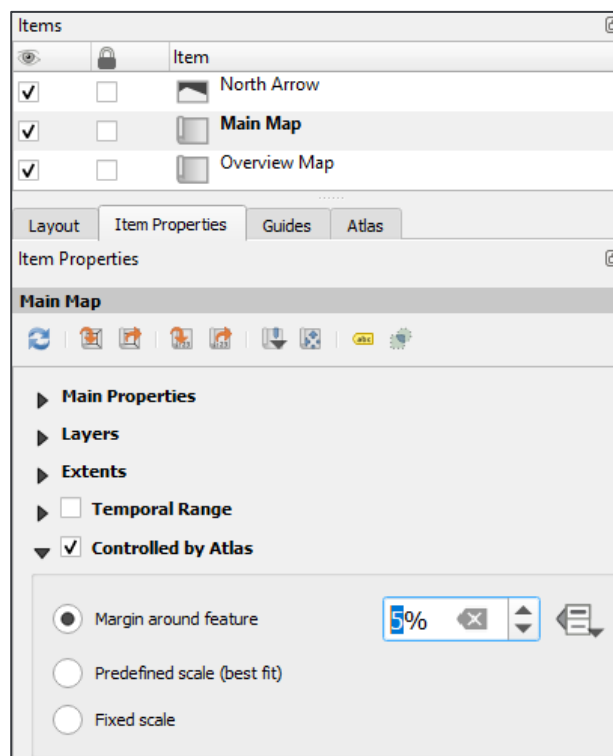 Items
Item
North Arrow
Main Map
Overview Map
Layout Item Properties Guides Atlas
Item Properties
Main Map
abc
Main Properties
Layers
Extents
Temporal Range
Controlled by Atlas
Margin around feature 5%
Predefined scale (best fit)
Fixed scale